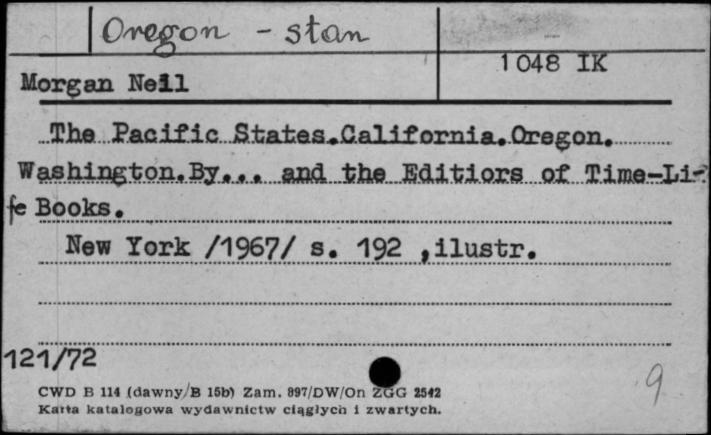 Oregon - stan
1048 IK
Morgan Neil
The Pacific States.California.Oregon.
Washington.By... and the Editiors of Time-Li-
fe Books.
New York /1967/ s. 192 ,ilustr.
121/72
9
CWD B 114 (dawny/B 15b) Zam. 897/DW/On ZGG 2542
Karta katalogowa wydawnictw ciągłych i zwartych.